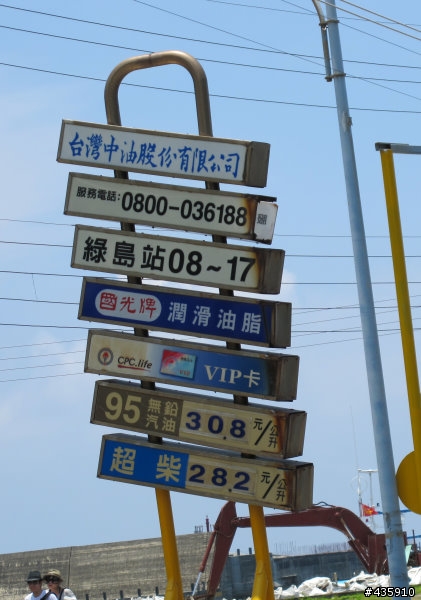 台灣中油股份有限公司
服務電話:0800-036188
綠島站08~17
國光牌 潤滑油脂
CPC.life VIP卡
95無鉛汽油 30.8 元/公升
超柴 28.2 元/公升
#435910